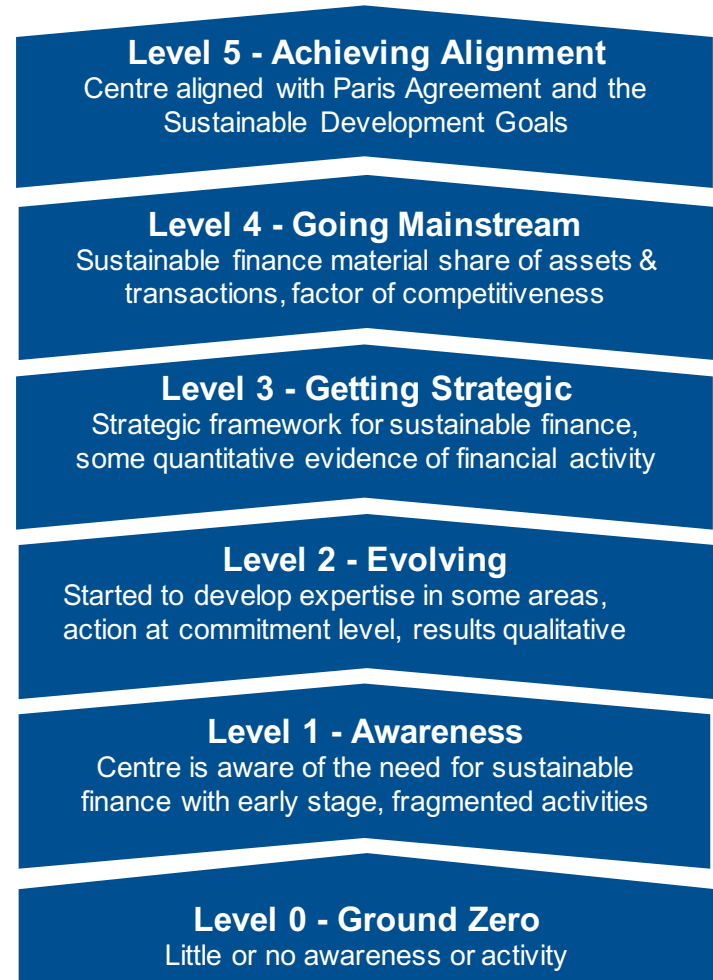 Level 5 - Achieving Alignment
Centre aligned with Paris Agreement and the
Sustainable Development Goals
Level 4 - Going Mainstream
Sustainable finance material share of assets &
transactions, factor of competitiveness
Level 3 - Getting Strategic
Strategic framework for sustainable finance,
some quantitative evidence of financial activity
Level 2 - Evolving
Started to develop expertise in some areas,
action at commitment level, results qualitative
Level 1 - Awareness
Centre is aware of the need for sustainable
finance with early stage, fragmented activities
Level 0 - Ground Zero
Little or no awareness or activity